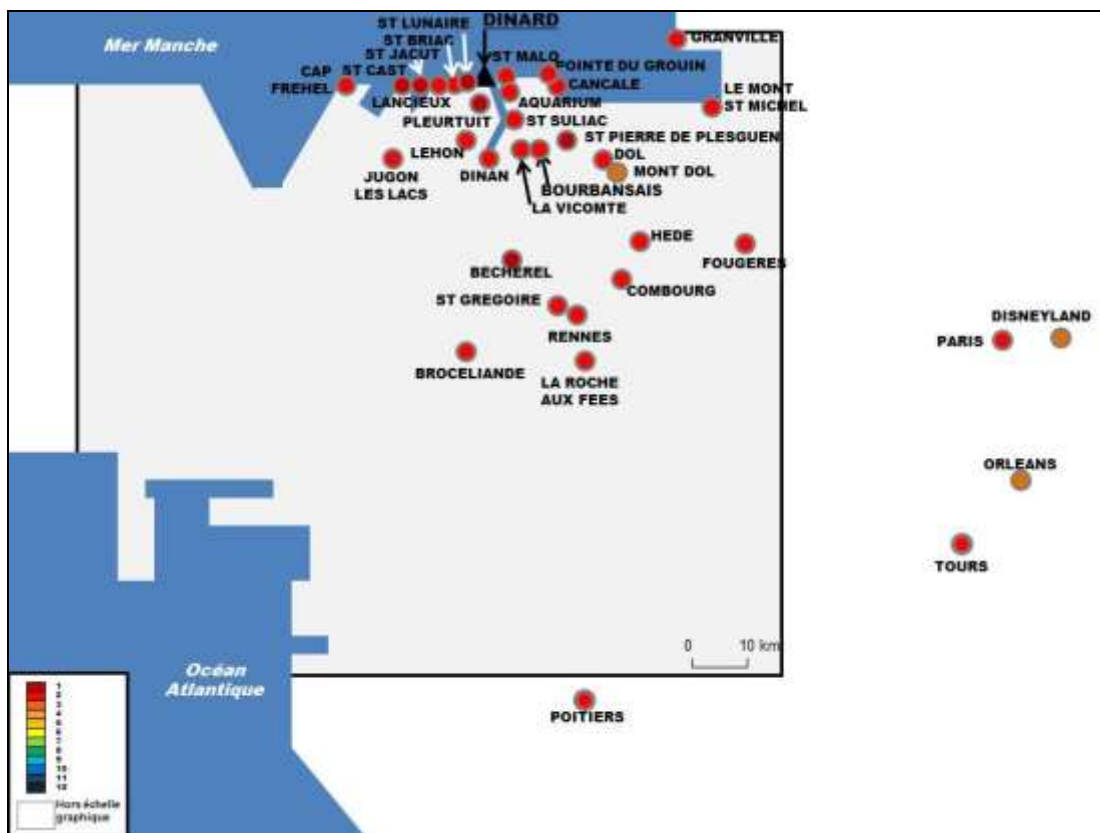 ST LUNAIRE
DINARD
ST BRIAC
Mer Manche
GRANVILLE
ST JACUT
ST MALO
CAP
FREHEL
ST CAST
POINTE DU GROUIN
CANCALE
LE MONT
ST MICHEL
LANCIEUX
AQUARIUM
PLEURTUIT
ST SULIAC
ST PIERRE DE PLESGUEN
LEHON
DOL
JUGON
LES LACS
DINAN
MONT DOL
BOURBANSAIS
LA VICOMTE
HEDE
FOUGERES
BECHEREL
COMBOURG
ST GREGOIRE
RENNES
DISNEYLAND
PARIS
BROCELIANDE
LA ROCHE
AUX FEES
ORLEANS
TOURS
0 10 km
Océan
Atlantique
POITIERS
1
2
3
4
5
6
7
8
9
10
11
12
Hors échelle
graphique